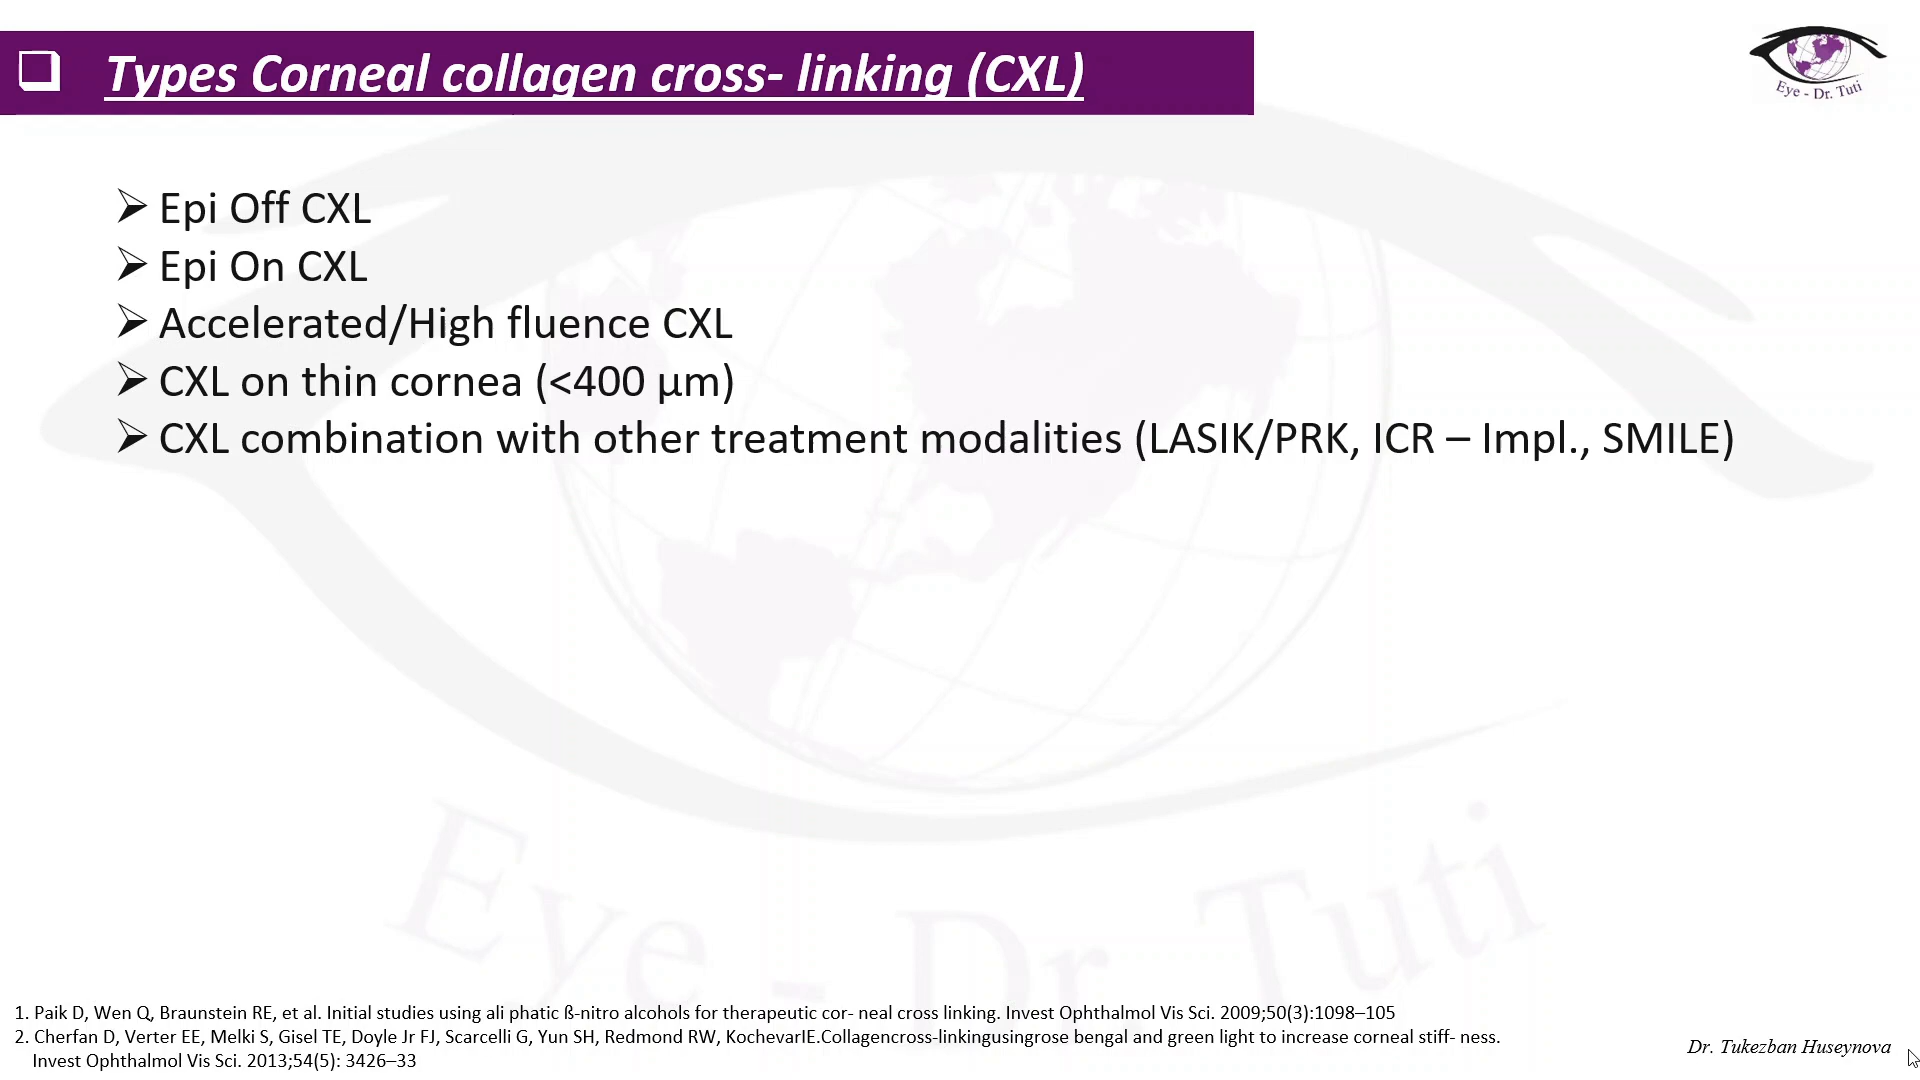 Types Corneal collagen cross- linking (CXL)
Eye - Dr. Tuti
Epi Off CXL
Epi On CXL
Accelerated/High fluence CXL
CXL on thin cornea (<400 µm)
CXL combination with other treatment modalities (LASIK/PRK, ICR – Impl., SMILE)
Eye - Dr. Tuti
1. Paik D, Wen Q, Braunstein RE, et al. Initial studies using ali phatic ß-nitro alcohols for therapeutic cor- neal cross linking. Invest Ophthalmol Vis Sci. 2009;50(3):1098–105
2. Cherfan D, Verter EE, Melki S, Gisel TE, Doyle Jr FJ, Scarcelli G, Yun SH, Redmond RW, KochevarIE.Collagencross-linkingusingrose bengal and green light to increase corneal stiff- ness.
Invest Ophthalmol Vis Sci. 2013;54(5): 3426–33
Dr. Tukezban Huseynova